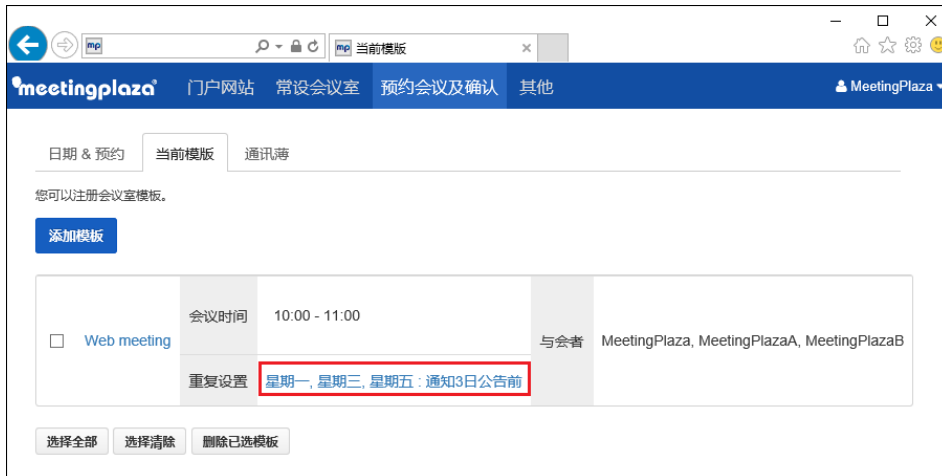 mp
mp 当前模版
meetingplaza 门户网站 常设会议室 预约会议及确认 其他 MeetingPlaza
日期 & 预约 当前模版 通讯薄
您可以注册会议室模板。
添加模板
会议时间 10:00 - 11:00
Web meeting 与会者 MeetingPlaza, MeetingPlazaA, MeetingPlazaB
重复设置 星期一, 星期三, 星期五 : 通知3日公告前
选择全部 选择清除 删除已选模板